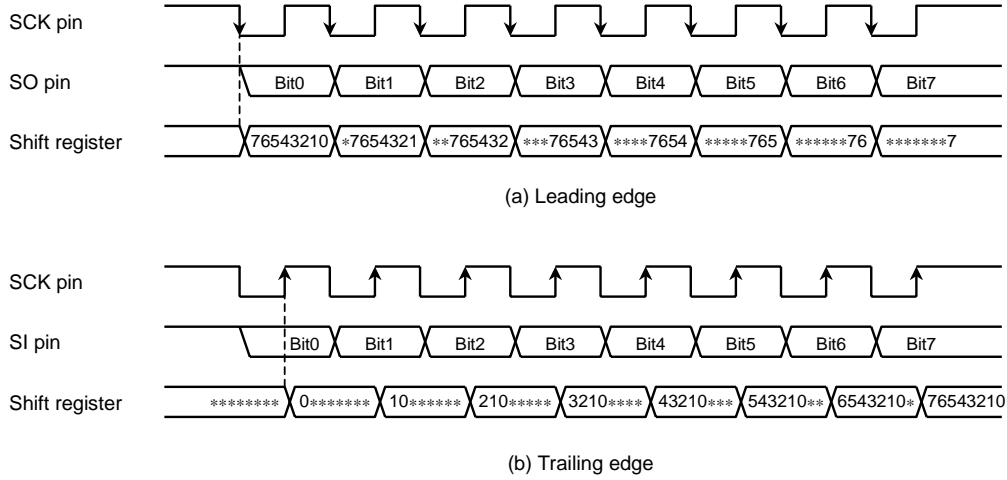 SCK pin
SO pin Bit0 Bit1 Bit2 Bit3 Bit4 Bit5 Bit6 Bit7
Shift register 76543210 *7654321 **765432 ***76543 ****7654 *****765 ******76 *******7
(a) Leading edge
SCK pin
SI pin Bit0 Bit1 Bit2 Bit3 Bit4 Bit5 Bit6 Bit7
Shift register ******** 0******* 10****** 210***** 3210**** 43210*** 543210** 6543210* 76543210
(b) Trailing edge